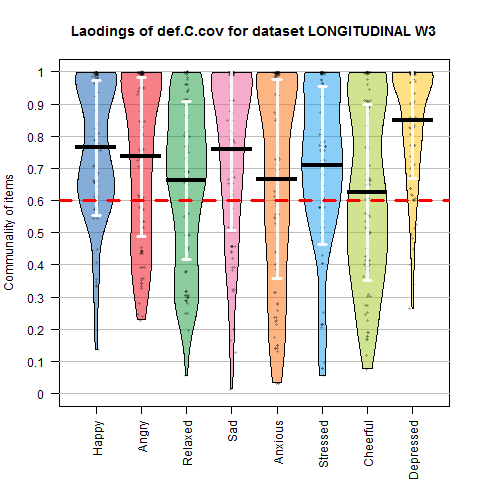 Laodings of def.C.cov for dataset LONGITUDINAL W3
Communality of items
1
0.9
0.8
0.7
0.6
0.5
0.4
0.3
0.2
0.1
0
Happy
Angry
Relaxed
Sad
Anxious
Stressed
Cheerful
Depressed